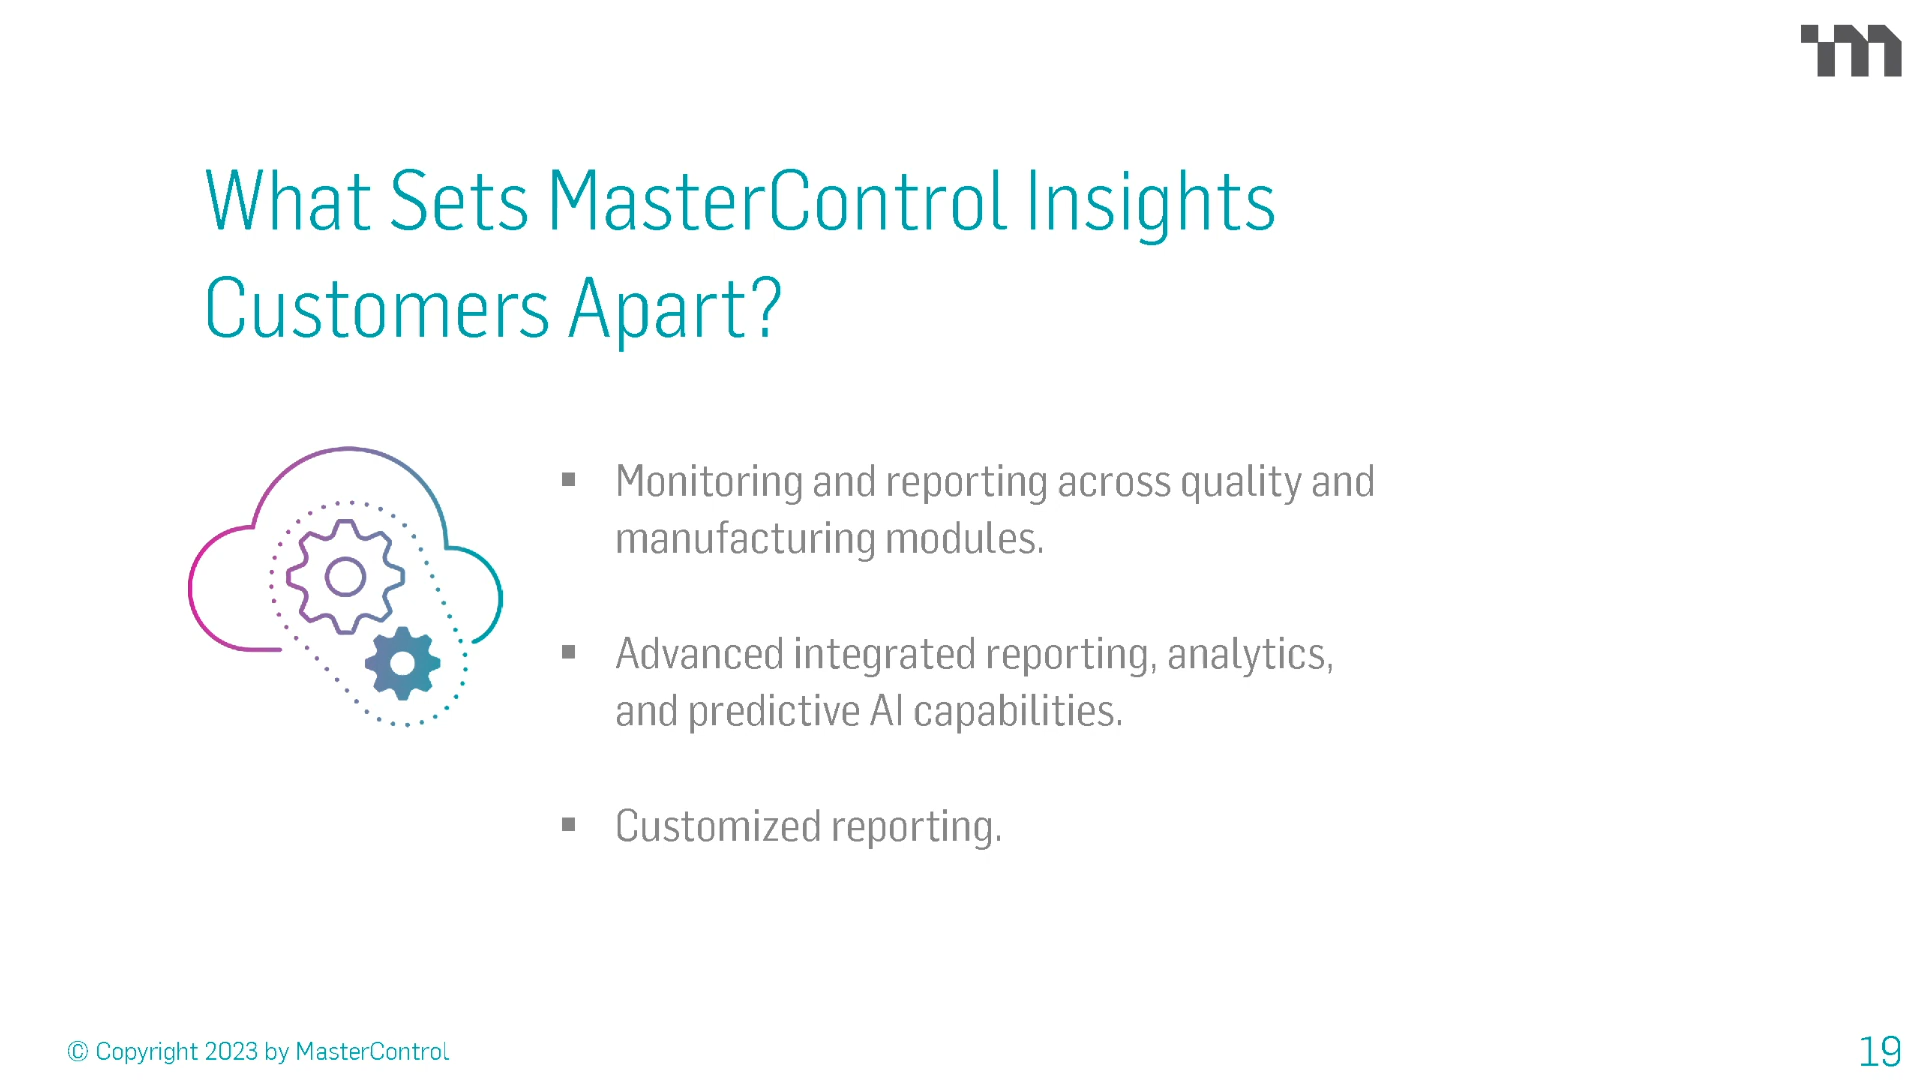 What Sets MasterControl Insights
Customers Apart?
▪ Monitoring and reporting across quality and
manufacturing modules.
▪ Advanced integrated reporting, analytics,
and predictive AI capabilities.
▪ Customized reporting.
© Copyright 2023 by MasterControl
19